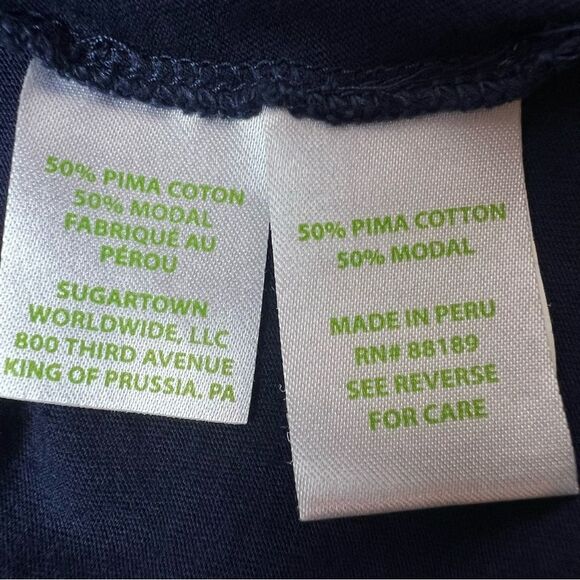 50% PIMA COTON
50% MODAL
FABRIQUÉ AU
PÉROU
SUGARTOWN
WORLDWIDE, LLC
800 THIRD AVENUE
KING OF PRUSSIA, PA
50% PIMA COTTON
50% MODAL
MADE IN PERU
RN# 88189
SEE REVERSE
FOR CARE